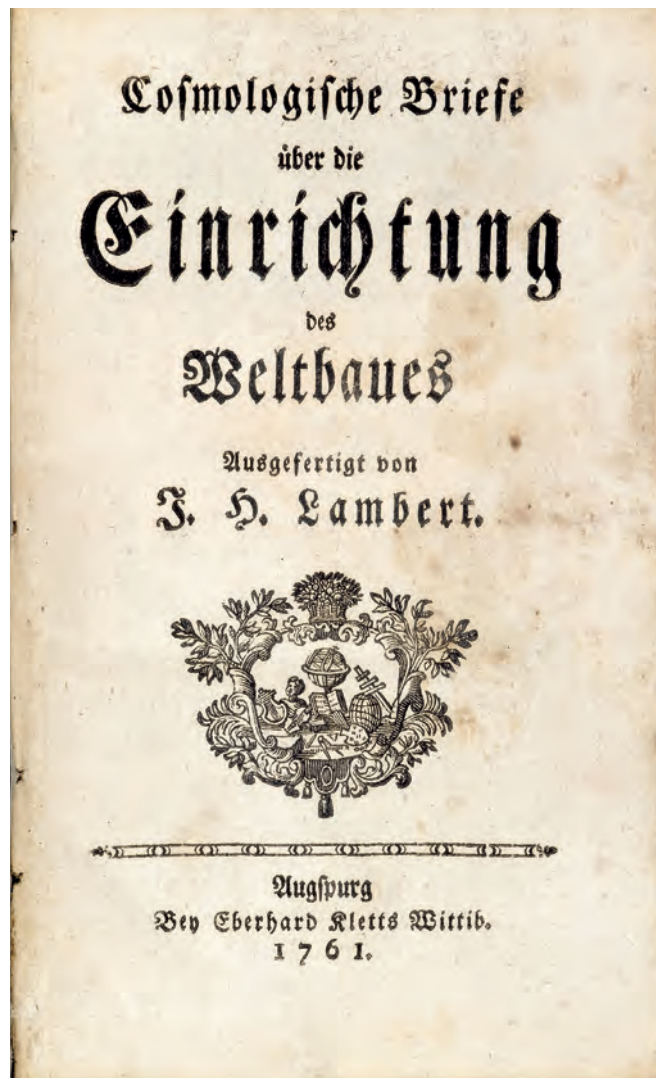 Cosmologische Briefe
über die
Einrichtung
des
Weltbaues
Ausgefertigt von
J. H. Lambert.
Augspurg
Bey Eberhard Kletts Wittib.
1761.